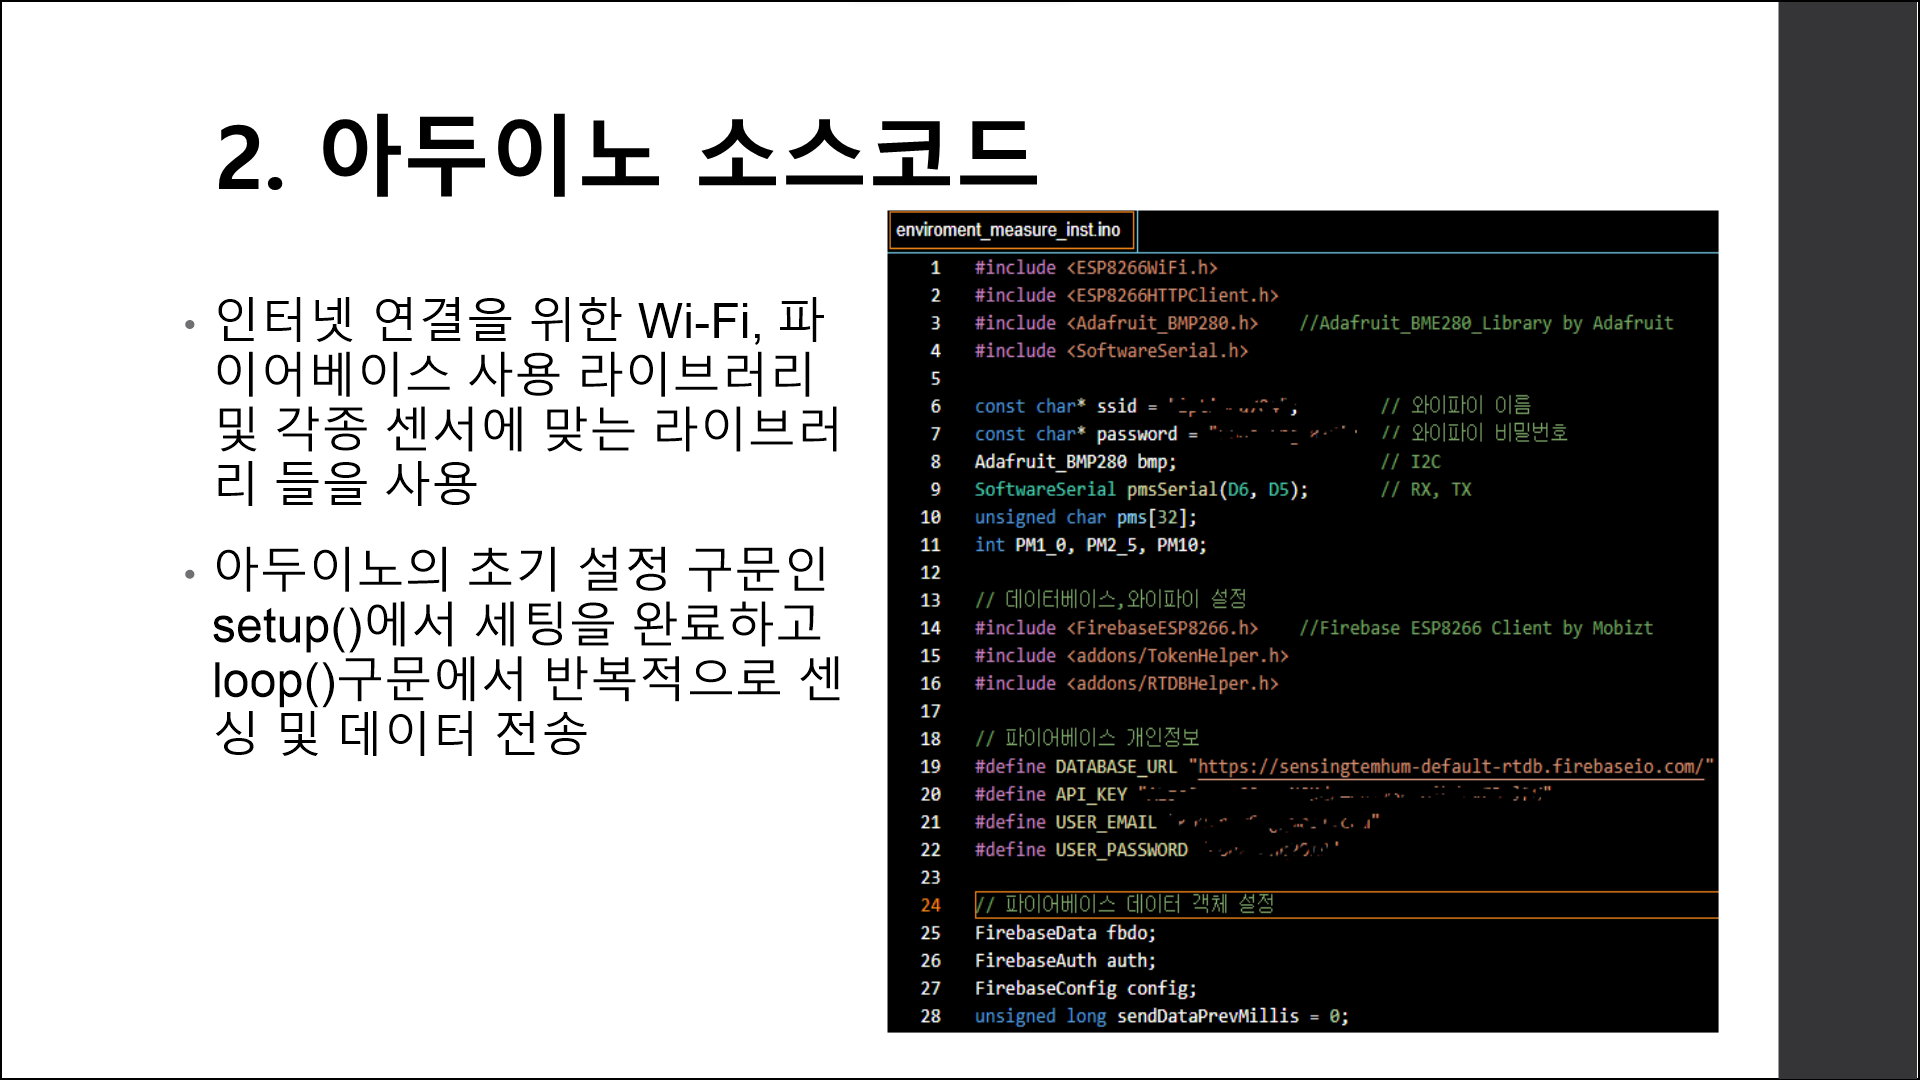 2. 아두이노 소스코드
• 인터넷 연결을 위한 Wi-Fi, 파
이어베이스 사용 라이브러리
및 각종 센서에 맞는 라이브러
리 들을 사용
• 아두이노의 초기 설정 구문인
setup()에서 세팅을 완료하고
loop()구문에서 반복적으로 센
싱 및 데이터 전송
enviroment_measure_inst.ino
1 #include <ESP8266WiFi.h>
2 #include <ESP8266HTTPClient.h>
3 #include <Adafruit_BMP280.h> //Adafruit_BME280_Library by Adafruit
4 #include <SoftwareSerial.h>
5
6 const char* ssid = "; // 와이파이 이름
7 const char* password = " // 와이파이 비밀번호
8 Adafruit_BMP280 bmp; // I2C
9 SoftwareSerial pmsSerial(D6, D5); // RX, TX
10 unsigned char pms[32];
11 int PM1_0, PM2_5, PM10;
12
13 // 데이터베이스,와이파이 설정
14 #include <FirebaseESP8266.h> //Firebase ESP8266 Client by Mobizt
15 #include <addons/TokenHelper.h>
16 #include <addons/RTDBHelper.h>
17
18 // 파이어베이스 개인정보
19 #define DATABASE_URL "https://sensingtemhum-default-rtdb.firebaseio.com/"
20 #define API_KEY
21 #define USER_EMAIL
22 #define USER_PASSWORD
23
24 // 파이어베이스 데이터 객체 설정
25 FirebaseData fbdo;
26 FirebaseAuth auth;
27 FirebaseConfig config;
28 unsigned long sendDataPrevMillis = 0;